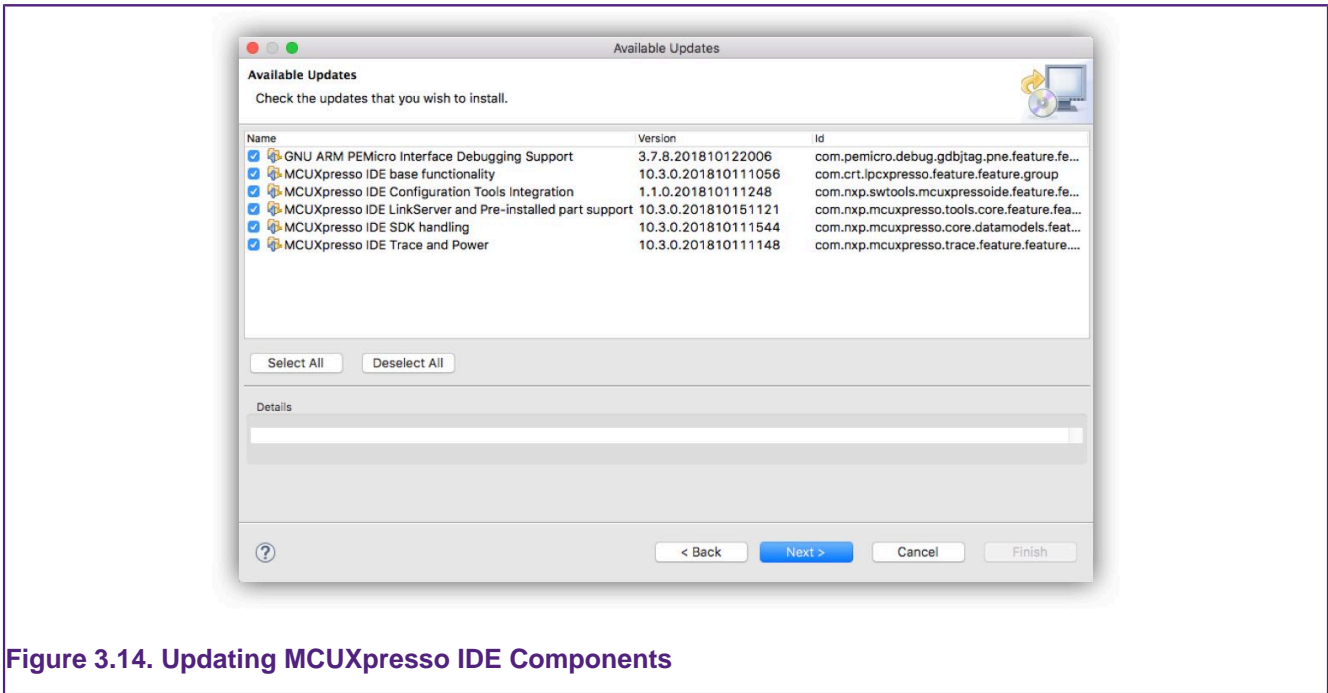 Available Updates
Available Updates
Check the updates that you wish to install.
Name Version Id
GNU ARM PEMicro Interface Debugging Support 3.7.8.201810122006 com.pemicro.debug.gdbjtag.pne.feature.fe...
MCUXpresso IDE base functionality 10.3.0.201810111056 com.crt.lpcxpresso.feature.feature.group
MCUXpresso IDE Configuration Tools Integration 1.1.0.201810111248 com.nxp.swtools.mcuxpressoide.feature.fe...
MCUXpresso IDE LinkServer and Pre-installed part support 10.3.0.201810151121 com.nxp.mcuxpresso.tools.core.feature.fea...
MCUXpresso IDE SDK handling 10.3.0.201810111544 com.nxp.mcuxpresso.core.datamodels.feat...
MCUXpresso IDE Trace and Power 10.3.0.201810111148 com.nxp.mcuxpresso.trace.feature.feature....
Select All Deselect All
Details
? < Back Next > Cancel Finish
Figure 3.14. Updating MCUXpresso IDE Components